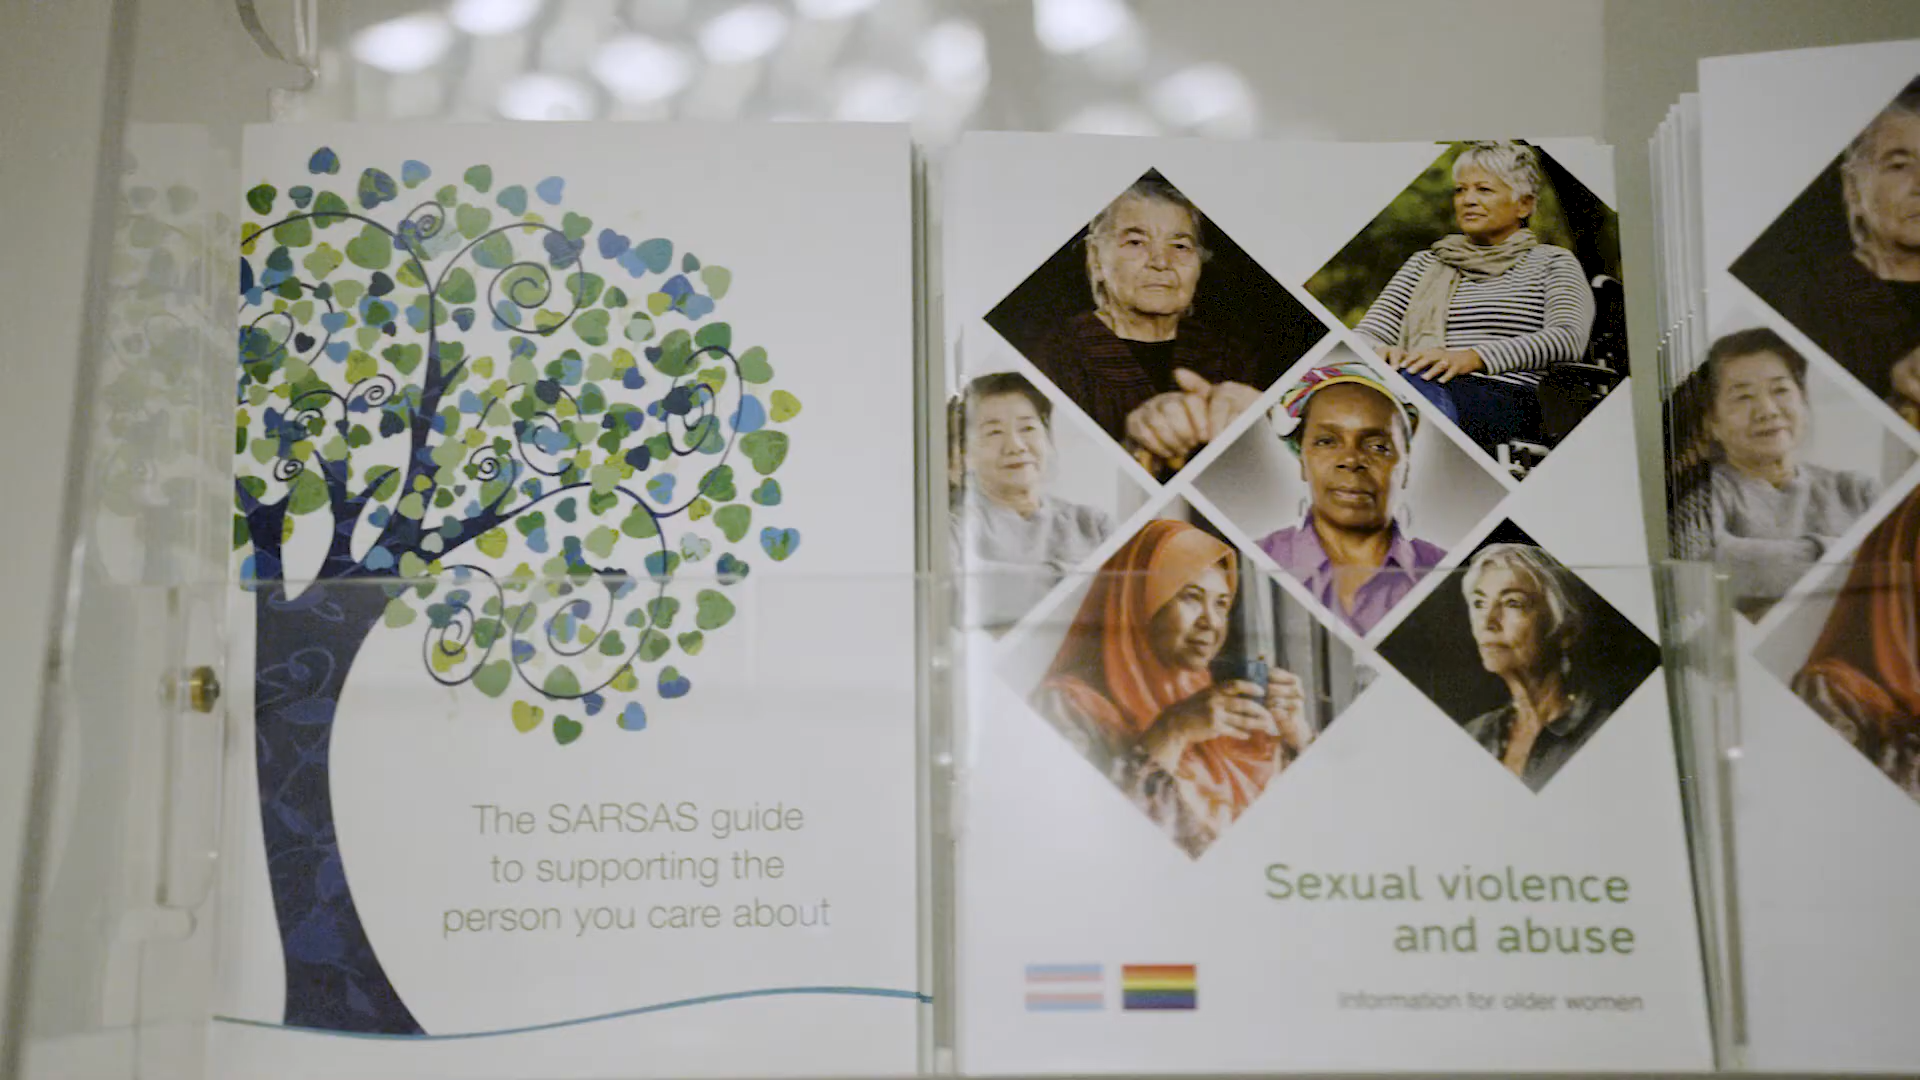 The SARSAS guide
to supporting the
person you care about
Sexual violence
and abuse
Information for older women